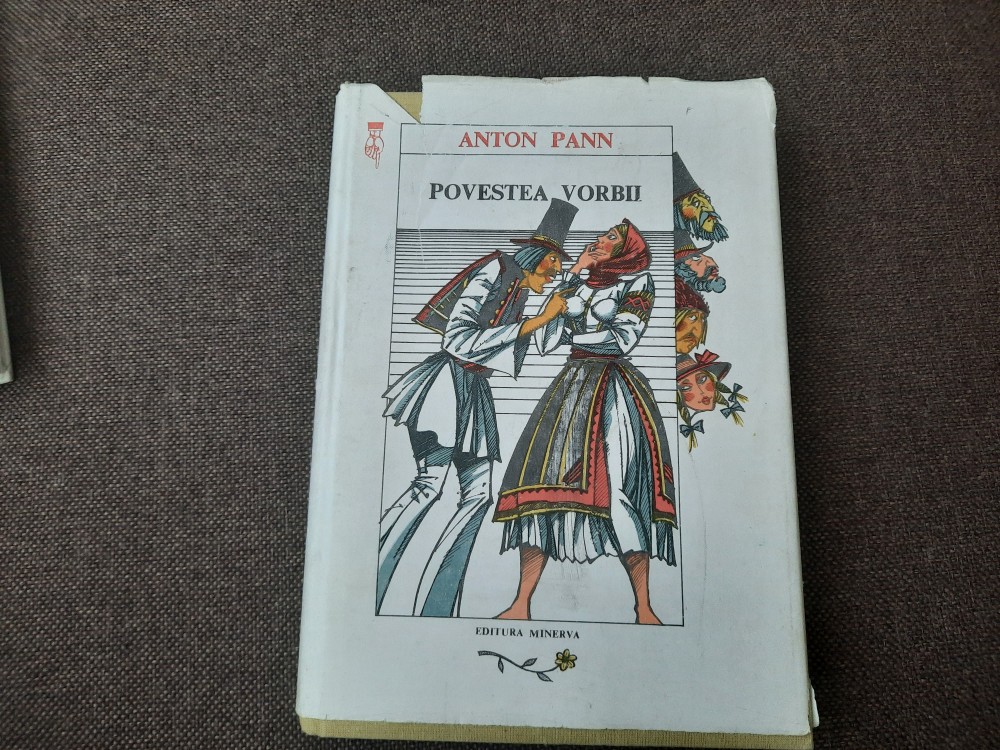 ANTON PANN
POVESTEA VORBII
EDITURA MINERVA